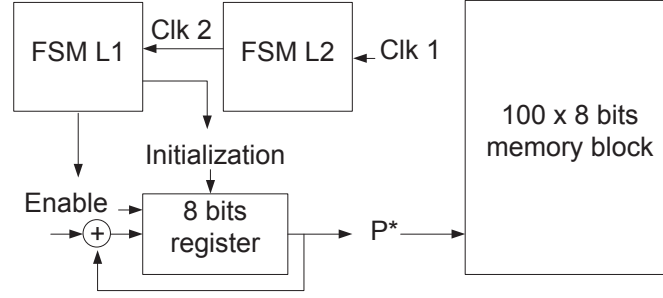 FSM L1
Clk 2
FSM L2
Clk 1
100 x 8 bits
memory block
Initialization
Enable
+
8 bits
register
P*